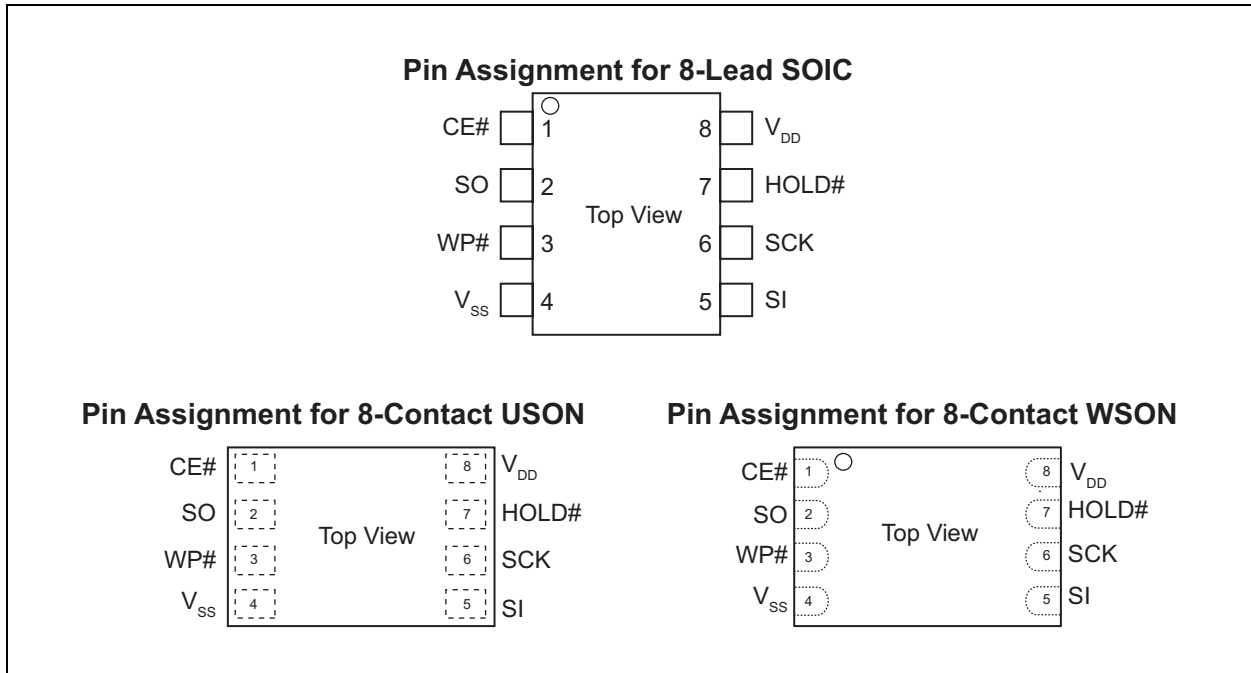 Pin Assignment for 8-Lead SOIC
CE# 1 8 VDD
SO 2 7 HOLD#
Top View
WP# 3 6 SCK
VSS 4 5 SI
Pin Assignment for 8-Contact USON
CE# 1 8 VDD
SO 2 7 HOLD#
Top View
WP# 3 6 SCK
VSS 4 5 SI
Pin Assignment for 8-Contact WSON
CE# 1 8 VDD
SO 2 7 HOLD#
Top View
WP# 3 6 SCK
VSS 4 5 SI